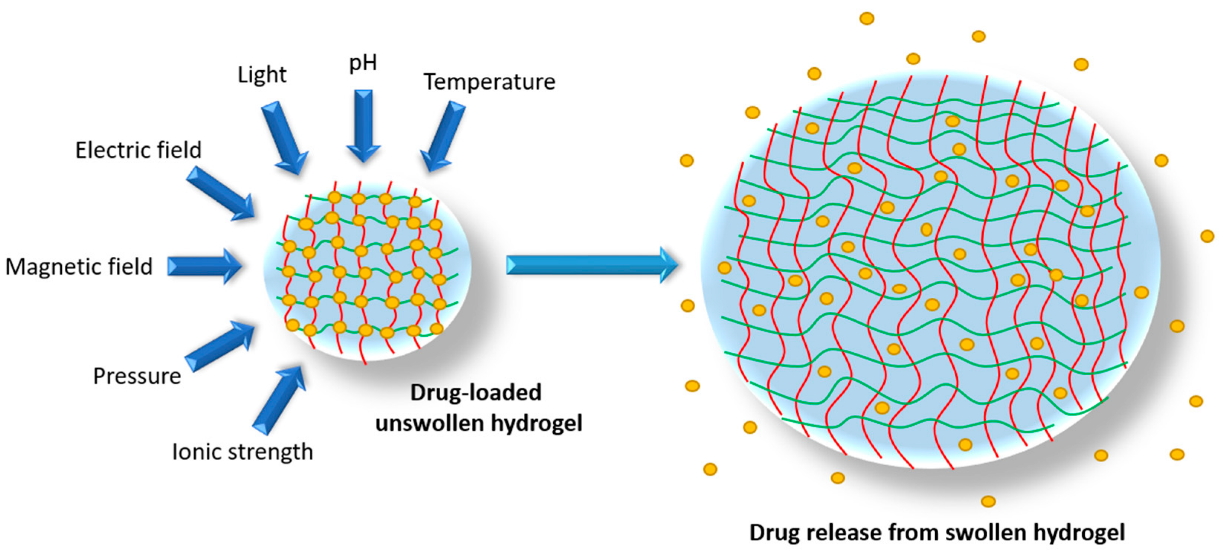 Light
pH
Temperature
Electric field
Magnetic field
Pressure
Ionic strength
Drug-loaded
unswollen hydrogel
Drug release from swollen hydrogel